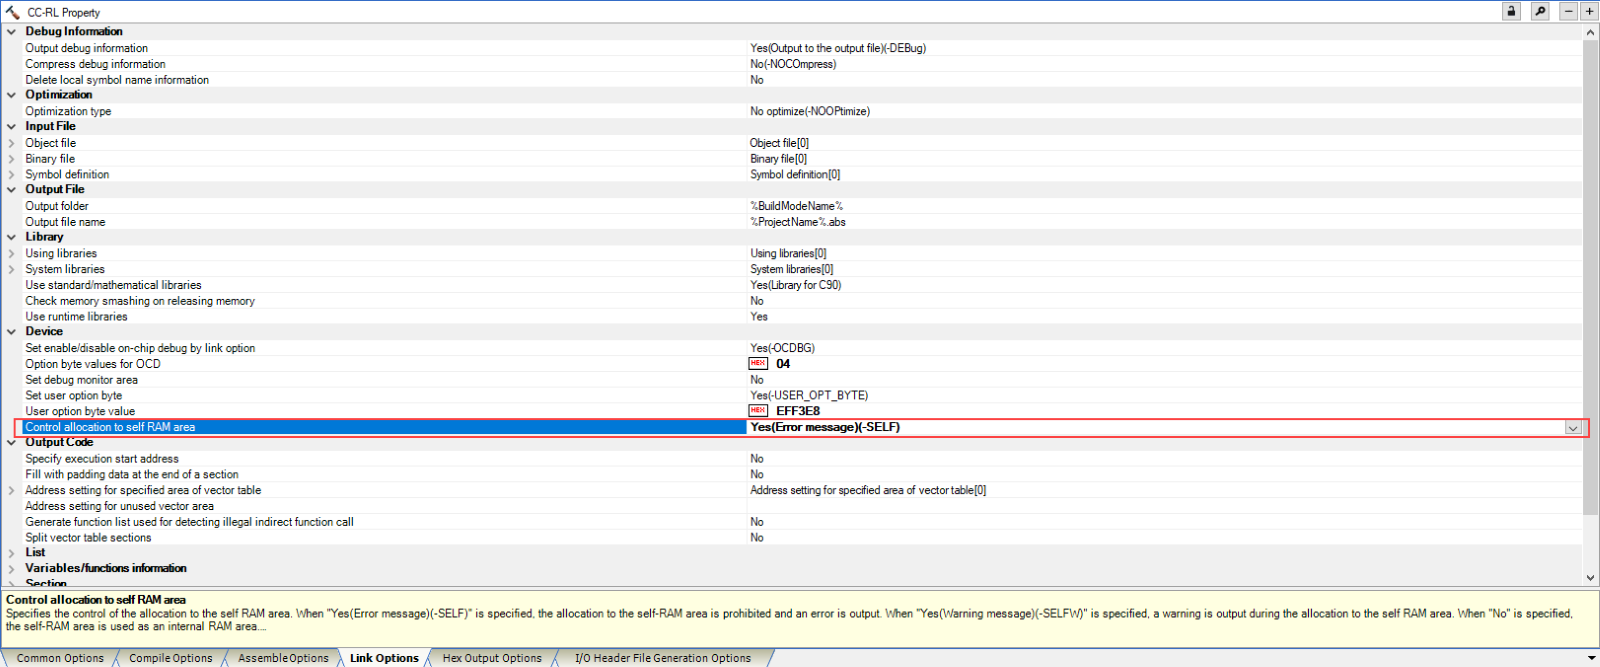 CC-RL Property
Debug Information
Output debug information Yes(Output to the output file)(-DEBug)
Compress debug information No(-NOCOmpress)
Delete local symbol name information No
Optimization
Optimization type No optimize(-NOOPtimize)
Input File
Object file Object file[0]
Binary file Binary file[0]
Symbol definition Symbol definition[0]
Output File
Output folder %BuildModeName%
Output file name %ProjectName%.abs
Library
Using libraries Using libraries[0]
System libraries System libraries[0]
Use standard/mathematical libraries Yes(Library for C90)
Check memory smashing on releasing memory No
Use runtime libraries Yes
Device
Set enable/disable on-chip debug by link option Yes(-OCDBG)
Option byte values for OCD HEX 04
Set debug monitor area No
Set user option byte Yes(-USER_OPT_BYTE)
User option byte value HEX EFF3E8
Control allocation to self RAM area Yes(Error message)(-SELF)
Output Code
Specify execution start address No
Fill with padding data at the end of a section No
Address setting for specified area of vector table Address setting for specified area of vector table[0]
Address setting for unused vector area
Generate function list used for detecting illegal indirect function call No
Split vector table sections No
List
Variables/functions information
Section
Control allocation to self RAM area
Specifies the control of the allocation to the self RAM area. When "Yes(Error message)(-SELF)" is specified, the allocation to the self-RAM area is prohibited and an error is output. When "Yes(Warning message)(-SELFW)" is specified, a warning is output during the allocation to the self RAM area. When "No" is specified,
the self-RAM area is used as an internal RAM area....
Common Options Compile Options Assemble Options Link Options Hex Output Options I/O Header File Generation Options